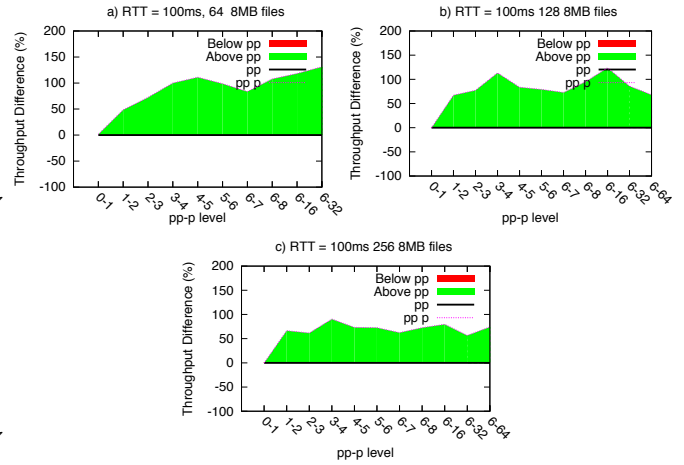 a) RTT = 100ms, 64 8MB files
Throughput Difference (%)
200
150
100
50
0
-50
-100
Below pp
Above pp
pp
pp p
0-1
1-2
2-3
3-4
4-5
5-6
6-7
6-8
6-16
6-32
pp-p level
b) RTT = 100ms 128 8MB files
Throughput Difference (%)
200
150
100
50
0
-50
-100
Below pp
Above pp
pp
pp p
0-1
1-2
2-3
3-4
4-5
5-6
6-7
6-8
6-16
6-32
6-64
pp-p level
c) RTT = 100ms 256 8MB files
Throughput Difference (%)
200
150
100
50
0
-50
-100
Below pp
Above pp
pp
pp p
0-1
1-2
2-3
3-4
4-5
5-6
6-7
6-8
6-16
6-32
6-64
pp-p level